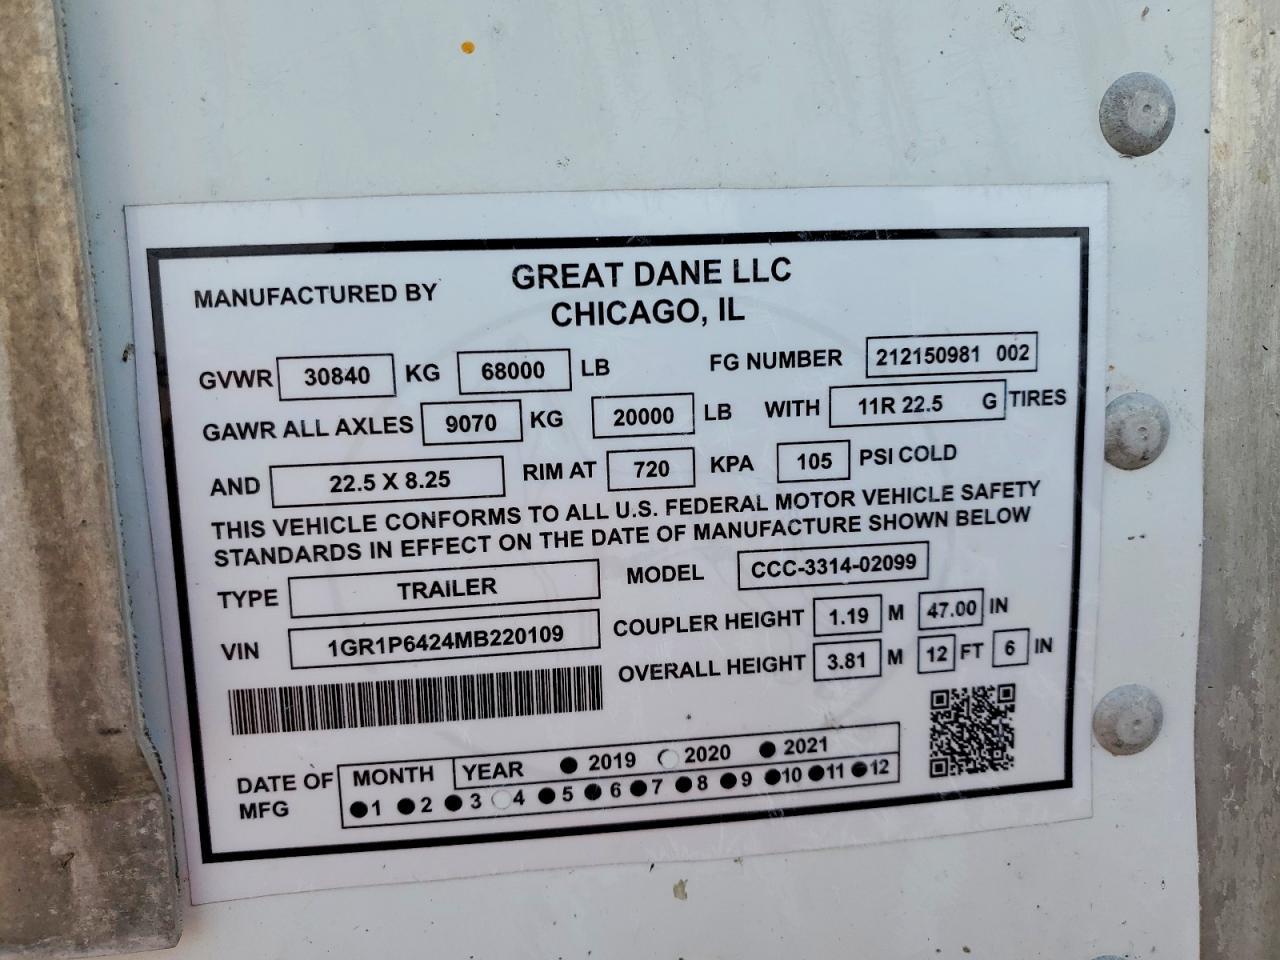 MANUFACTURED BY GREAT DANE LLC
CHICAGO, IL
GVWR 30840 KG 68000 LB FG NUMBER 212150981 002
GAWR ALL AXLES 9070 KG 20000 LB WITH 11R 22.5 G TIRES
AND 22.5 X 8.25 RIM AT 720 KPA 105 PSI COLD
THIS VEHICLE CONFORMS TO ALL U.S. FEDERAL MOTOR VEHICLE SAFETY
STANDARDS IN EFFECT ON THE DATE OF MANUFACTURE SHOWN BELOW
TYPE TRAILER MODEL CCC-3314-02099
VIN 1GR1P6424MB220109 COUPLER HEIGHT 1.19 M 47.00 IN
OVERALL HEIGHT 3.81 M 12 FT 6 IN
DATE OF MFG MONTH YEAR 2019 2020 2021
1 2 3 4 5 6 7 8 9 10 11 12